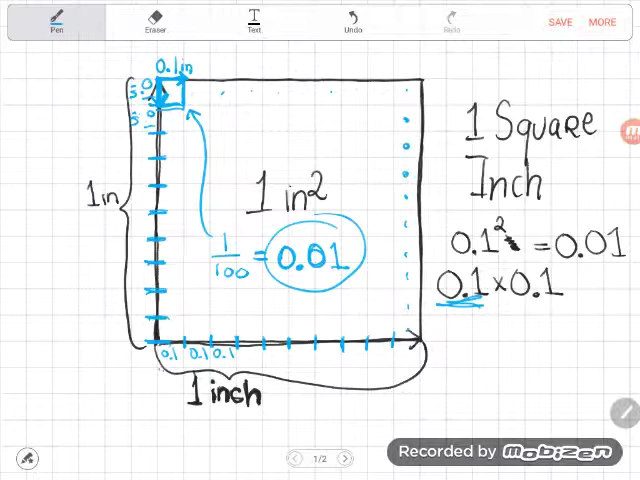 Pen
Eraser
Text
Undo
Redo
SAVE
MORE
0.1in
1in
1 in²
1/100 = 0.01
0.1 0.1 0.1
1 inch
1 Square
Inch
0.1² = 0.01
0.1 × 0.1
1/2
Recorded by mobizen